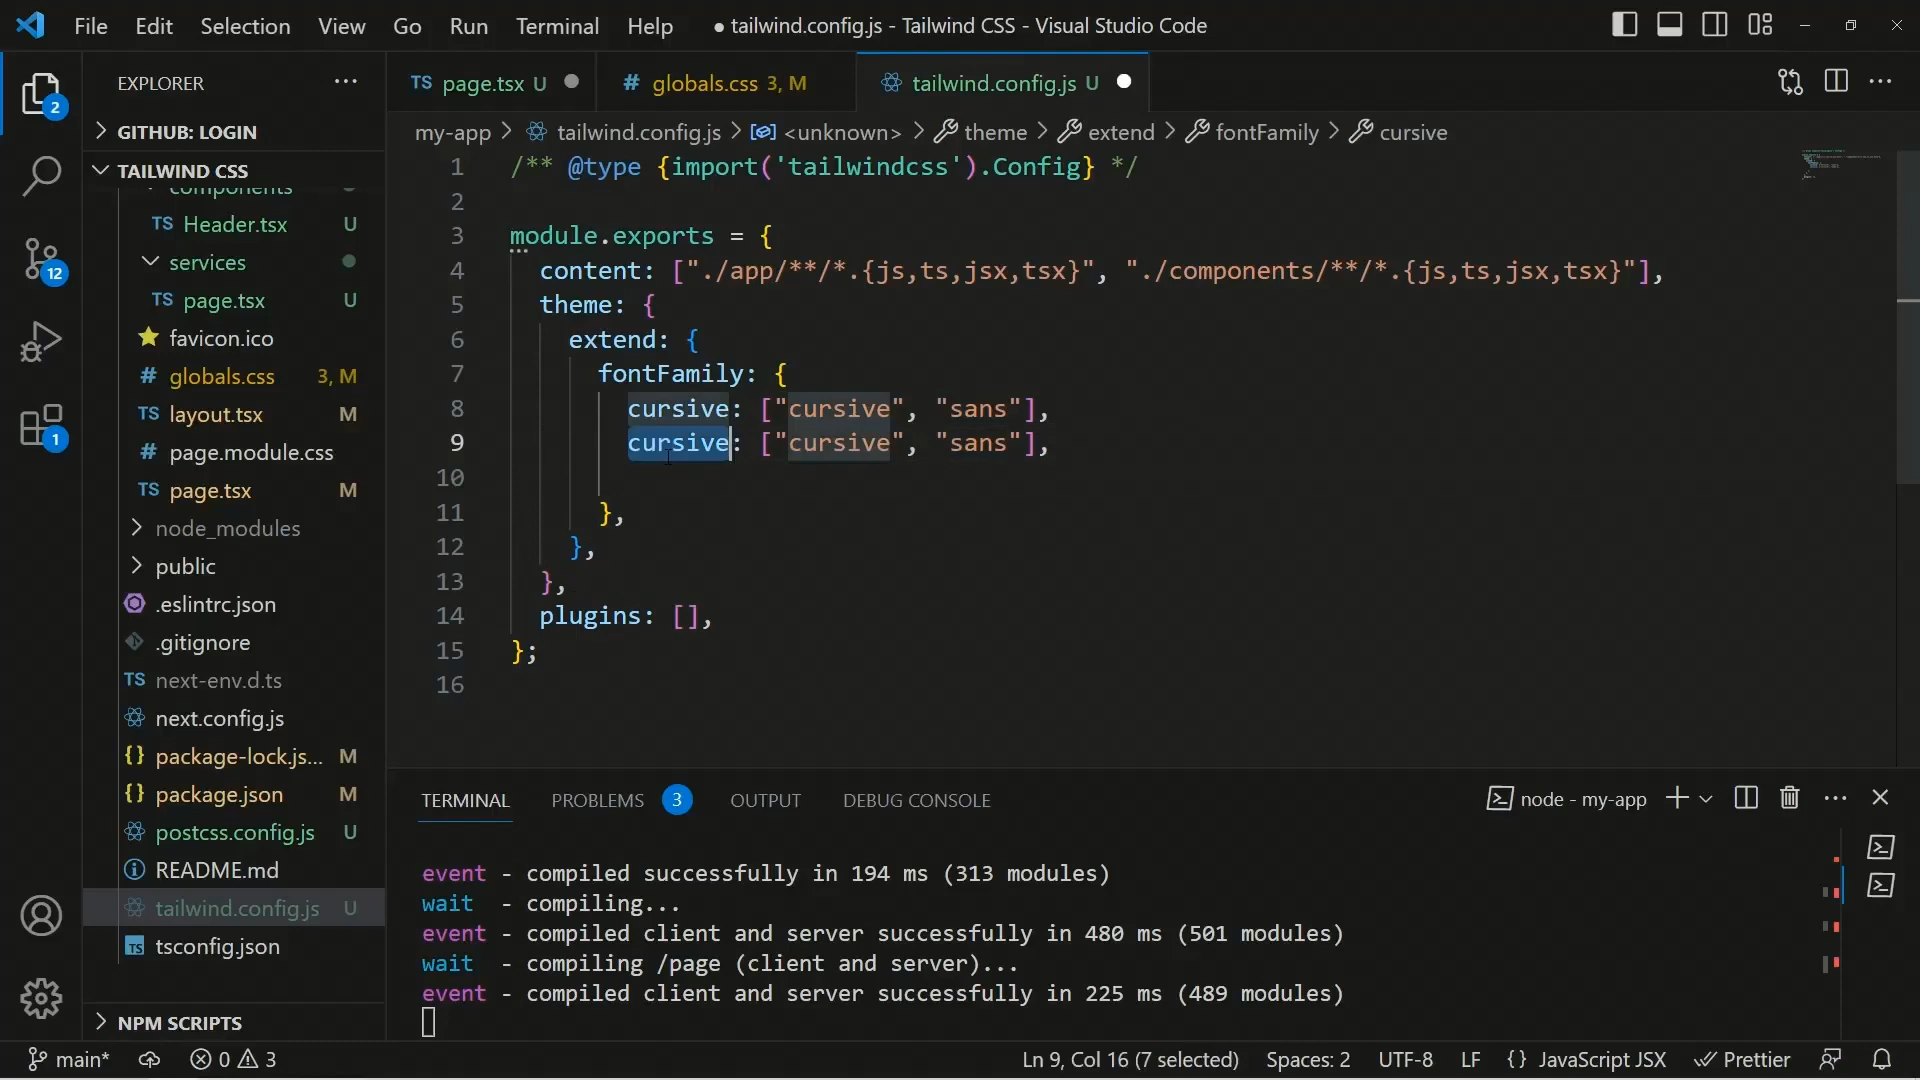 File Edit Selection View Go Run Terminal Help ● tailwind.config.js - Tailwind CSS - Visual Studio Code
EXPLORER ...
GITHUB: LOGIN
TAILWIND CSS
components
TS Header.tsx U
services
TS page.tsx U
favicon.ico
# globals.css 3, M
TS layout.tsx M
# page.module.css
TS page.tsx M
node_modules
public
.eslintrc.json
.gitignore
TS next-env.d.ts
next.config.js
{} package-lock.js... M
{} package.json M
postcss.config.js U
README.md
tailwind.config.js U
TS tsconfig.json
NPM SCRIPTS
2
12
1
TS page.tsx U
# globals.css 3, M
tailwind.config.js U
my-app > tailwind.config.js > <unknown> > theme > extend > fontFamily > cursive
1 /** @type {import('tailwindcss').Config} */
2
3 module.exports = {
4 content: ["./app/**/*.{js,ts,jsx,tsx}", "./components/**/*.{js,ts,jsx,tsx}"],
5 theme: {
6 extend: {
7 fontFamily: {
8 cursive: ["cursive", "sans"],
9 cursive: ["cursive", "sans"],
10
11 },
12 },
13 },
14 plugins: [],
15 };
16
TERMINAL PROBLEMS 3 OUTPUT DEBUG CONSOLE node - my-app
event - compiled successfully in 194 ms (313 modules)
wait - compiling...
event - compiled client and server successfully in 480 ms (501 modules)
wait - compiling /page (client and server)...
event - compiled client and server successfully in 225 ms (489 modules)
main* 0 3 Ln 9, Col 16 (7 selected) Spaces: 2 UTF-8 LF {} JavaScript JSX Prettier